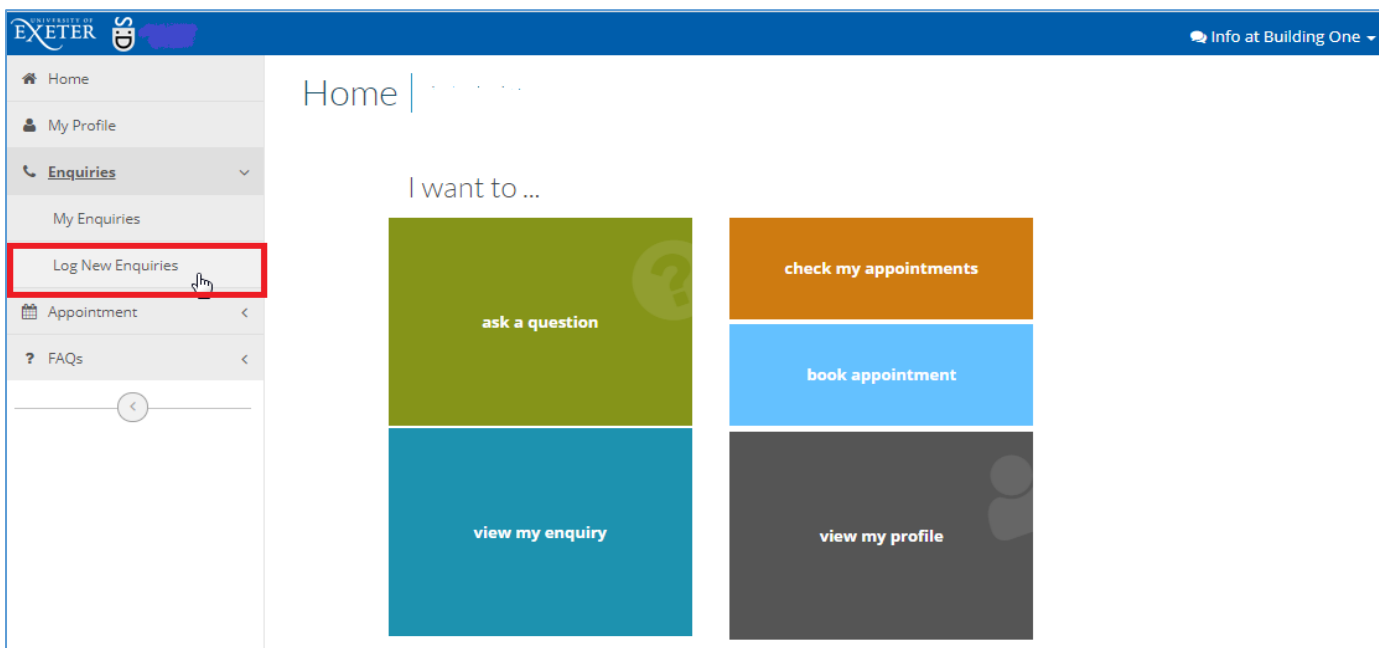 UNIVERSITY OF
EXETER
SID
Info at Building One
Home
My Profile
Enquiries
My Enquiries
Log New Enquiries
Appointment
? FAQs
Home
I want to ...
?
ask a question
check my appointments
book appointment
view my enquiry
view my profile